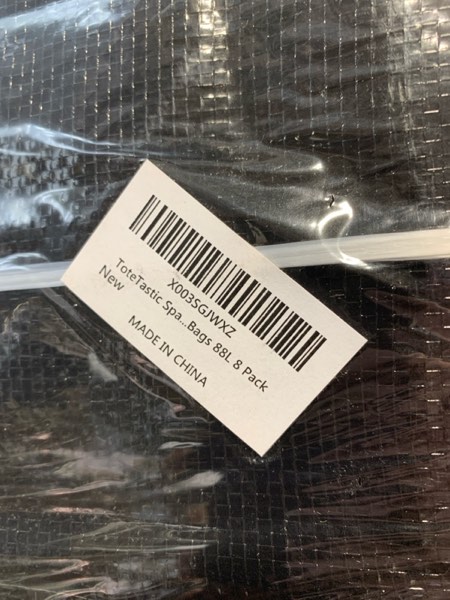 X003SGJWXZ
ToteTastic Spa...Bags 88L 8 Pack
New
MADE IN CHINA